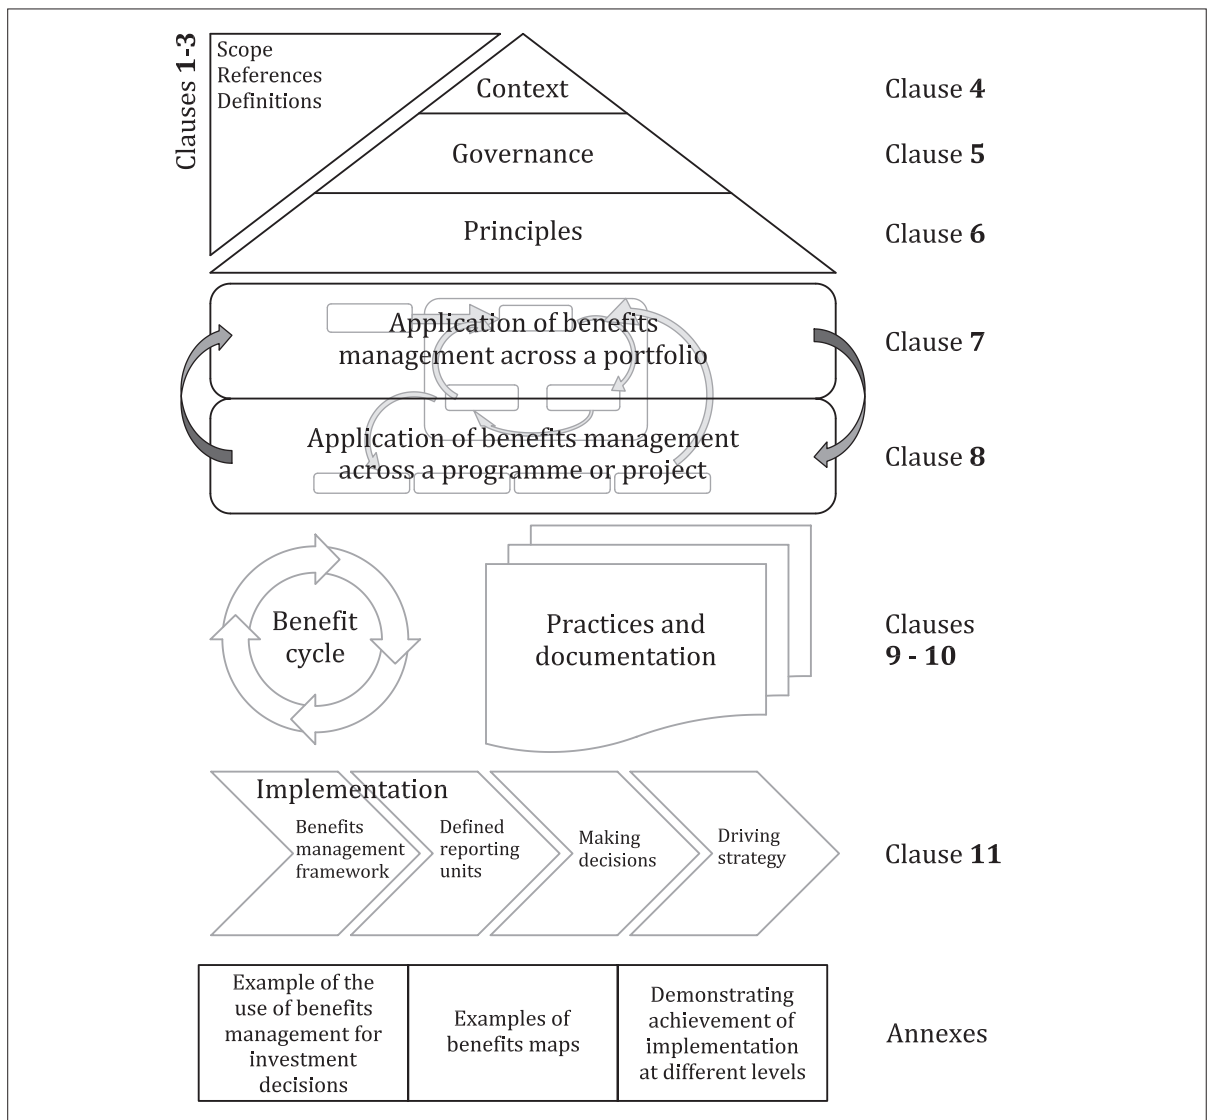 Clauses 1-3
Scope
References
Definitions
Context
Clause 4
Governance
Clause 5
Principles
Clause 6
Application of benefits
management across a portfolio
Clause 7
Application of benefits management
across a programme or project
Clause 8
Benefit
cycle
Practices and
documentation
Clauses
9 - 10
Implementation
Benefits
management
framework
Defined
reporting
units
Making
decisions
Driving
strategy
Clause 11
Example of the
use of benefits
management for
investment
decisions
Examples of
benefits maps
Demonstrating
achievement of
implementation
at different levels
Annexes